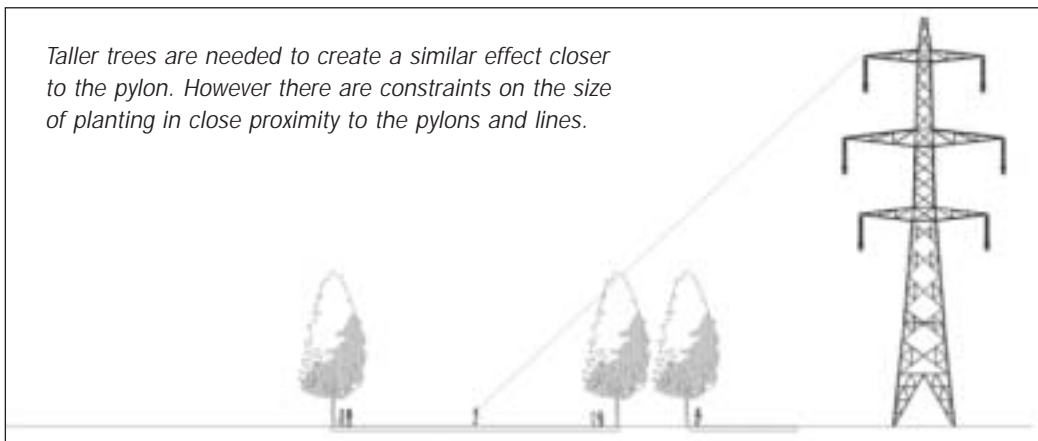 Taller trees are needed to create a similar effect closer
to the pylon. However there are constraints on the size
of planting in close proximity to the pylons and lines.